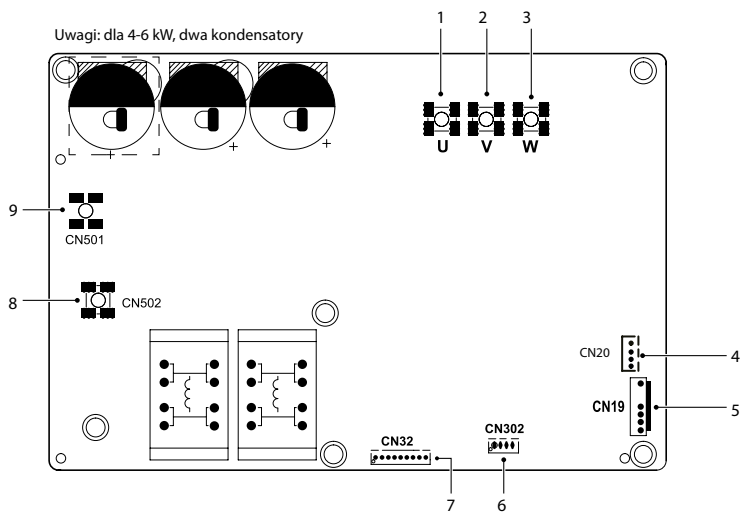 Uwagi: dla 4-6 kW, dwa kondensatory
1 2 3
U V W
+ + +
9
CN501
8 CN502
CN20 4
CN19 5
CN302
CN32
7 6